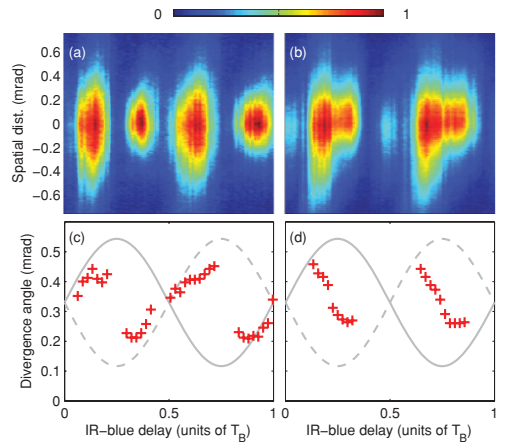 0 1
(a) (b)
Spatial dist. (mrad)
0.6
0.4
0.2
0
-0.2
-0.4
-0.6
(c) (d)
Divergence angle (mrad)
0.5
0.4
0.3
0.2
0.1
0
0 0.5 1 0 0.5 1
IR−blue delay (units of T_B) IR−blue delay (units of T_B)